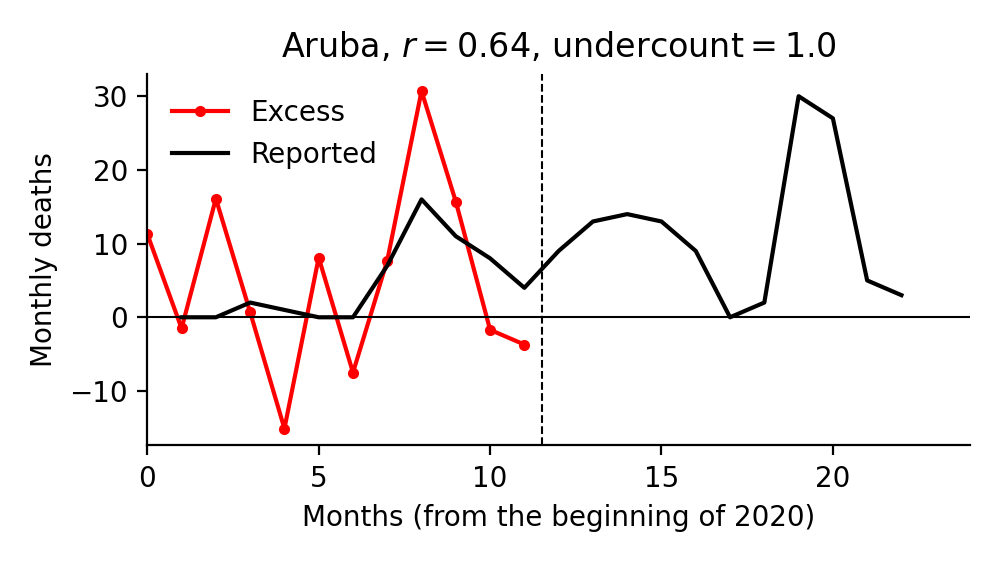 Aruba, r = 0.64, undercount = 1.0
Excess
Reported
30
20
10
0
−10
Monthly deaths
0 5 10 15 20
Months (from the beginning of 2020)